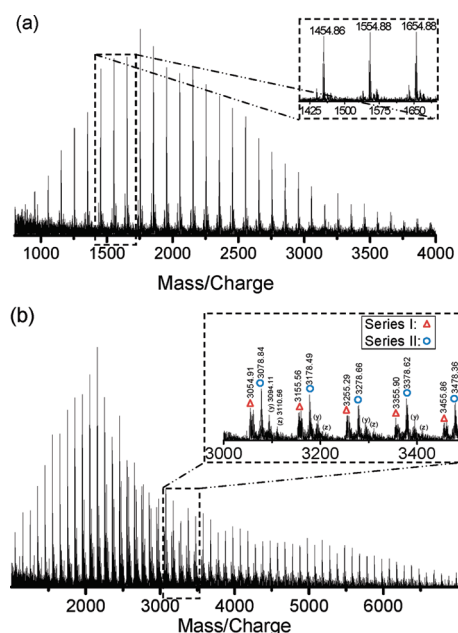 (a)
1454.86 1554.88 1654.88
1425 1500 1575 1650
1000 1500 2000 2500 3000 3500 4000
Mass/Charge
(b)
Series I:
Series II:
3054.91 3078.84 (y) 3094.11 (z) 3110.56 3155.56 3178.49 (y) (z) 3255.29 3278.66 (y) (z) 3355.90 3378.62 (y) (z) 3455.86 3478.36
3000 3200 3400
2000 3000 4000 5000 6000
Mass/Charge